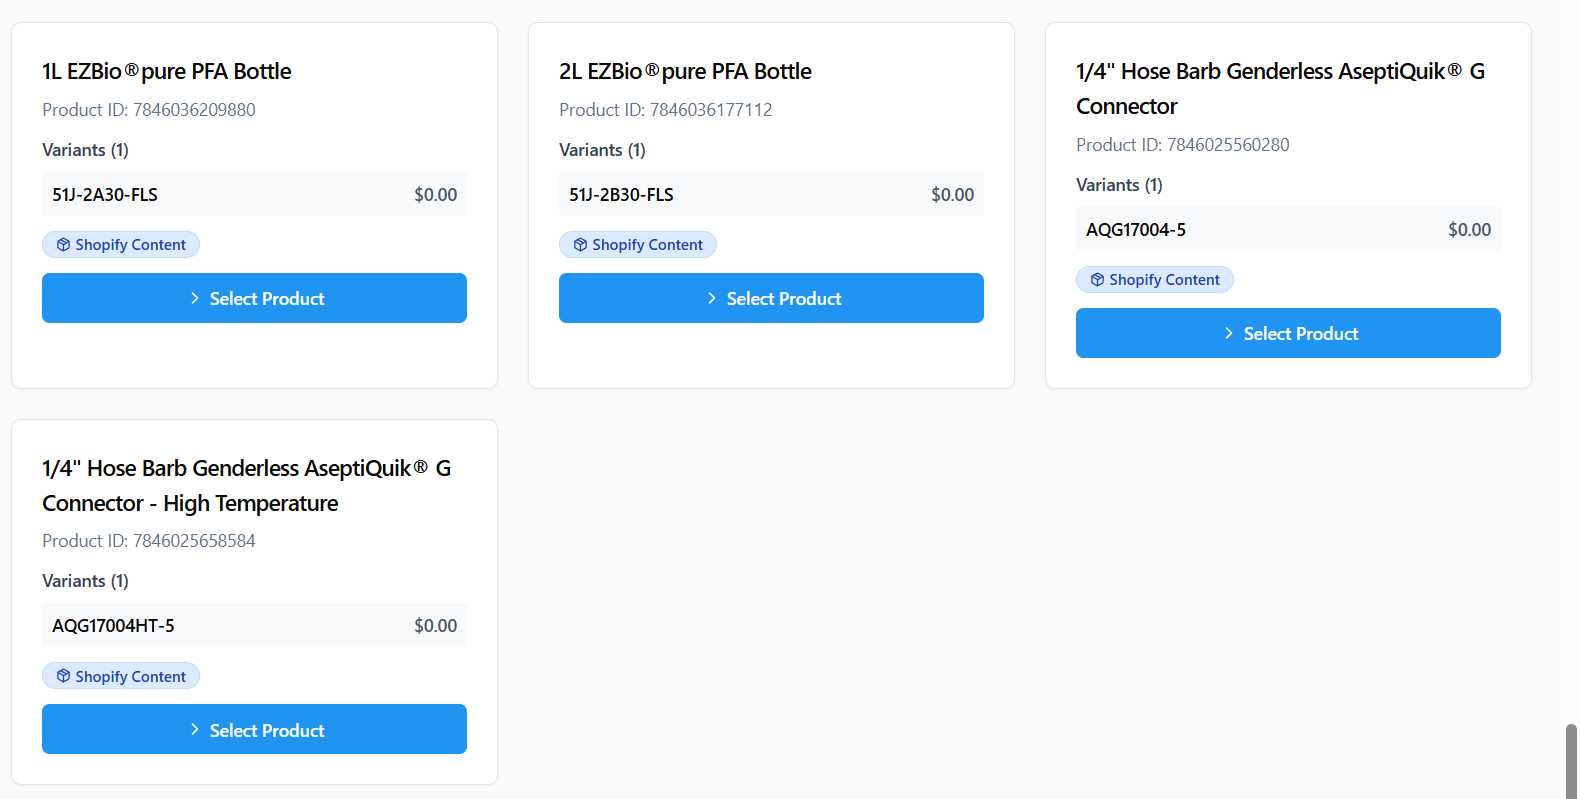 1L EZBio®pure PFA Bottle
Product ID: 7846036209880
Variants (1)
51J-2A30-FLS $0.00
Shopify Content
Select Product
2L EZBio®pure PFA Bottle
Product ID: 7846036177112
Variants (1)
51J-2B30-FLS $0.00
Shopify Content
Select Product
1/4" Hose Barb Genderless AseptiQuik® G
Connector
Product ID: 7846025560280
Variants (1)
AQG17004-5 $0.00
Shopify Content
Select Product
1/4" Hose Barb Genderless AseptiQuik® G
Connector - High Temperature
Product ID: 7846025658584
Variants (1)
AQG17004HT-5 $0.00
Shopify Content
Select Product